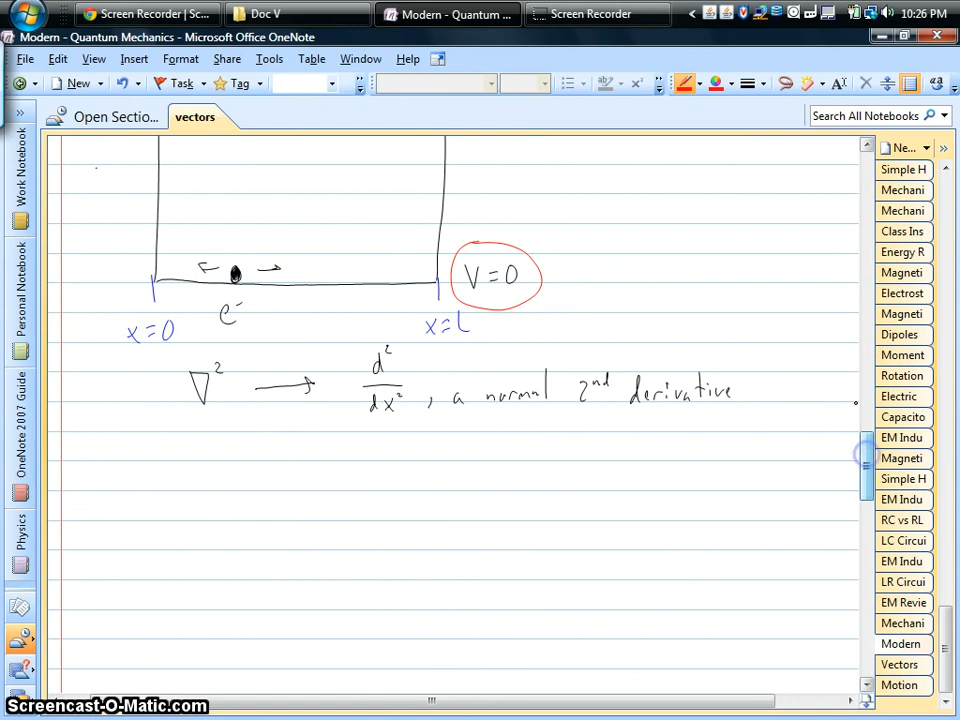 Screen Recorder | Sc...
Doc V
Modern - Quantum ...
Screen Recorder
10:26 PM
Modern - Quantum Mechanics - Microsoft Office OneNote
File Edit View Insert Format Share Tools Table Window Help
New Task Tag
Open Sectio...
vectors
Search All Notebooks
Ne...
Work Notebook
Personal Notebook
OneNote 2007 Guide
Physics
V = 0
e⁻
x = 0
x = L
∇² → d²/dx² , a normal 2nd derivative
Simple H
Mechani
Mechani
Class Ins
Energy R
Magneti
Electrost
Magneti
Dipoles
Moment
Rotation
Electric
Capacito
EM Indu
Magneti
Simple H
EM Indu
RC vs RL
LC Circui
EM Indu
LR Circui
EM Revie
Mechani
Modern
Vectors
Motion
Screencast-O-Matic.com